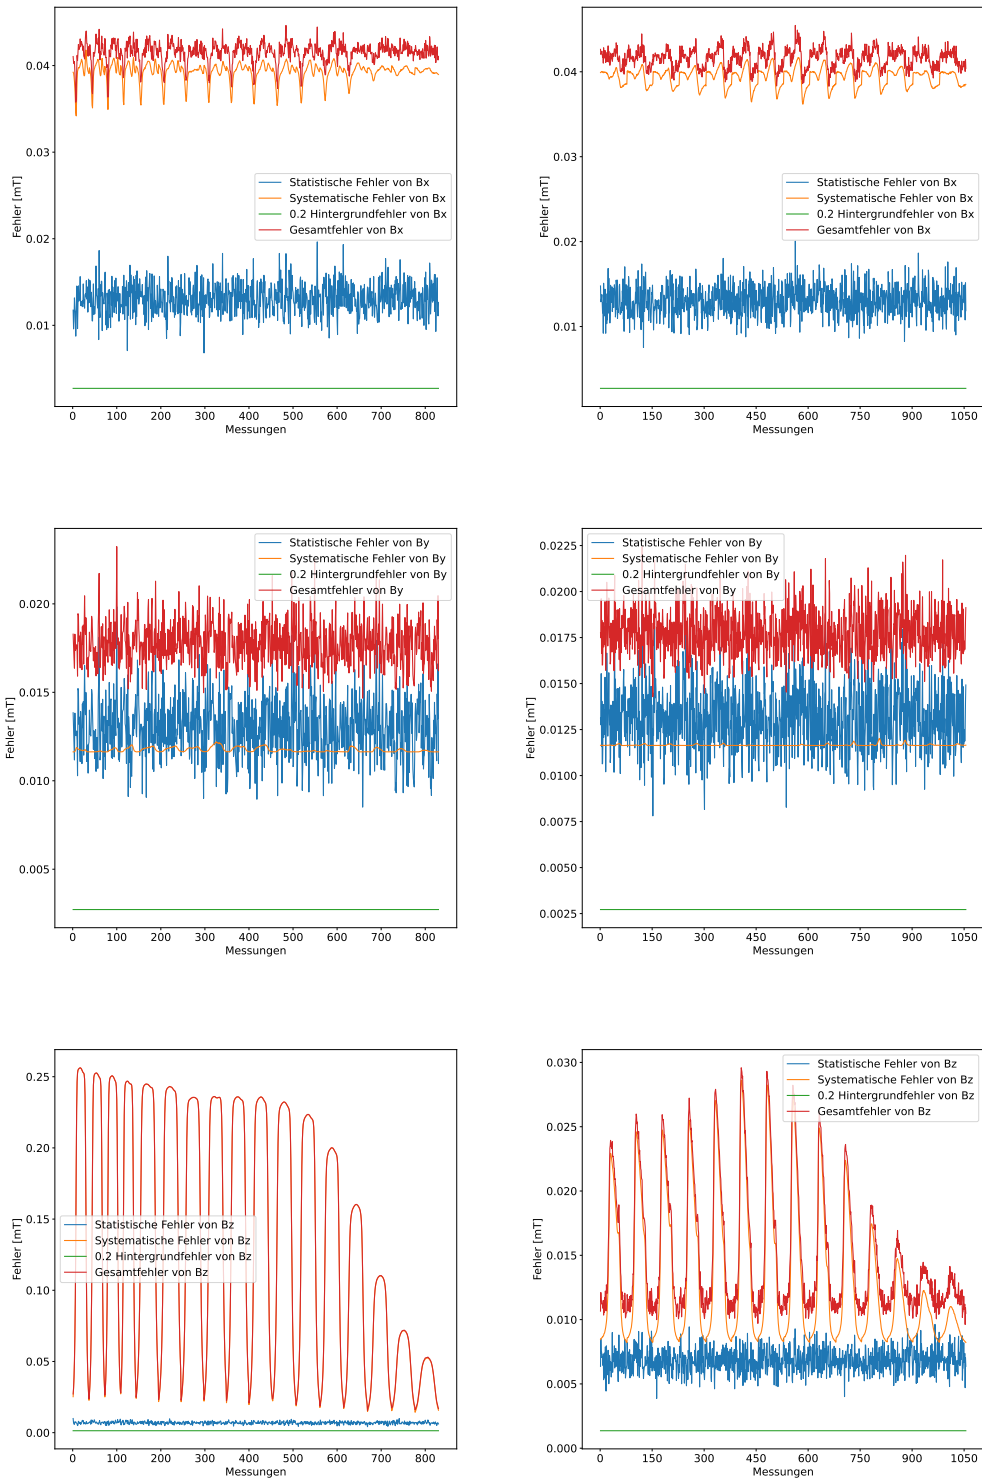 0.04
0.03
0.02
0.01
Fehler [mT]
Statistische Fehler von Bx
Systematische Fehler von Bx
0.2 Hintergrundfehler von Bx
Gesamtfehler von Bx
0 100 200 300 400 500 600 700 800
Messungen
0.04
0.03
0.02
0.01
Fehler [mT]
Statistische Fehler von Bx
Systematische Fehler von Bx
0.2 Hintergrundfehler von Bx
Gesamtfehler von Bx
0 150 300 450 600 750 900 1050
Messungen
0.020
0.015
0.010
0.005
Fehler [mT]
Statistische Fehler von By
Systematische Fehler von By
0.2 Hintergrundfehler von By
Gesamtfehler von By
0 100 200 300 400 500 600 700 800
Messungen
0.0225
0.0200
0.0175
0.0150
0.0125
0.0100
0.0075
0.0050
0.0025
Fehler [mT]
Statistische Fehler von By
Systematische Fehler von By
0.2 Hintergrundfehler von By
Gesamtfehler von By
0 150 300 450 600 750 900 1050
Messungen
0.25
0.20
0.15
0.10
0.05
0.00
Fehler [mT]
Statistische Fehler von Bz
Systematische Fehler von Bz
0.2 Hintergrundfehler von Bz
Gesamtfehler von Bz
0 100 200 300 400 500 600 700 800
Messungen
0.030
0.025
0.020
0.015
0.010
0.005
0.000
Fehler [mT]
Statistische Fehler von Bz
Systematische Fehler von Bz
0.2 Hintergrundfehler von Bz
Gesamtfehler von Bz
0 150 300 450 600 750 900 1050
Messungen